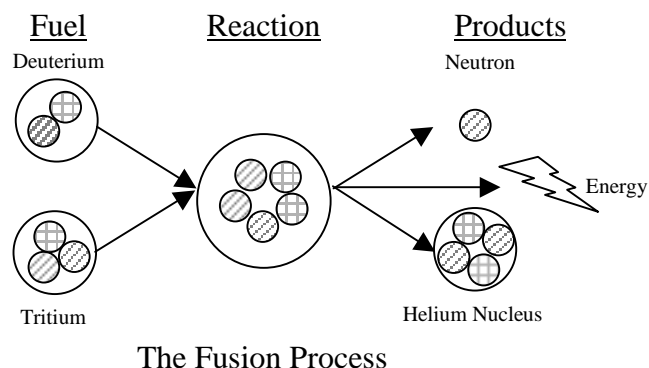 Fuel
Reaction
Products
Deuterium
Neutron
Energy
Tritium
Helium Nucleus
The Fusion Process